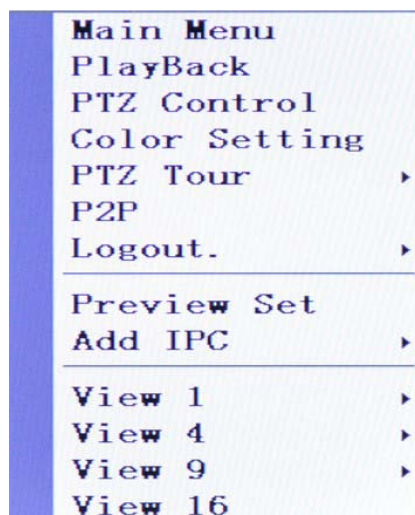 Main Menu
PlayBack
PTZ Control
Color Setting
PTZ Tour
P2P
Logout.
Preview Set
Add IPC
View 1
View 4
View 9
View 16